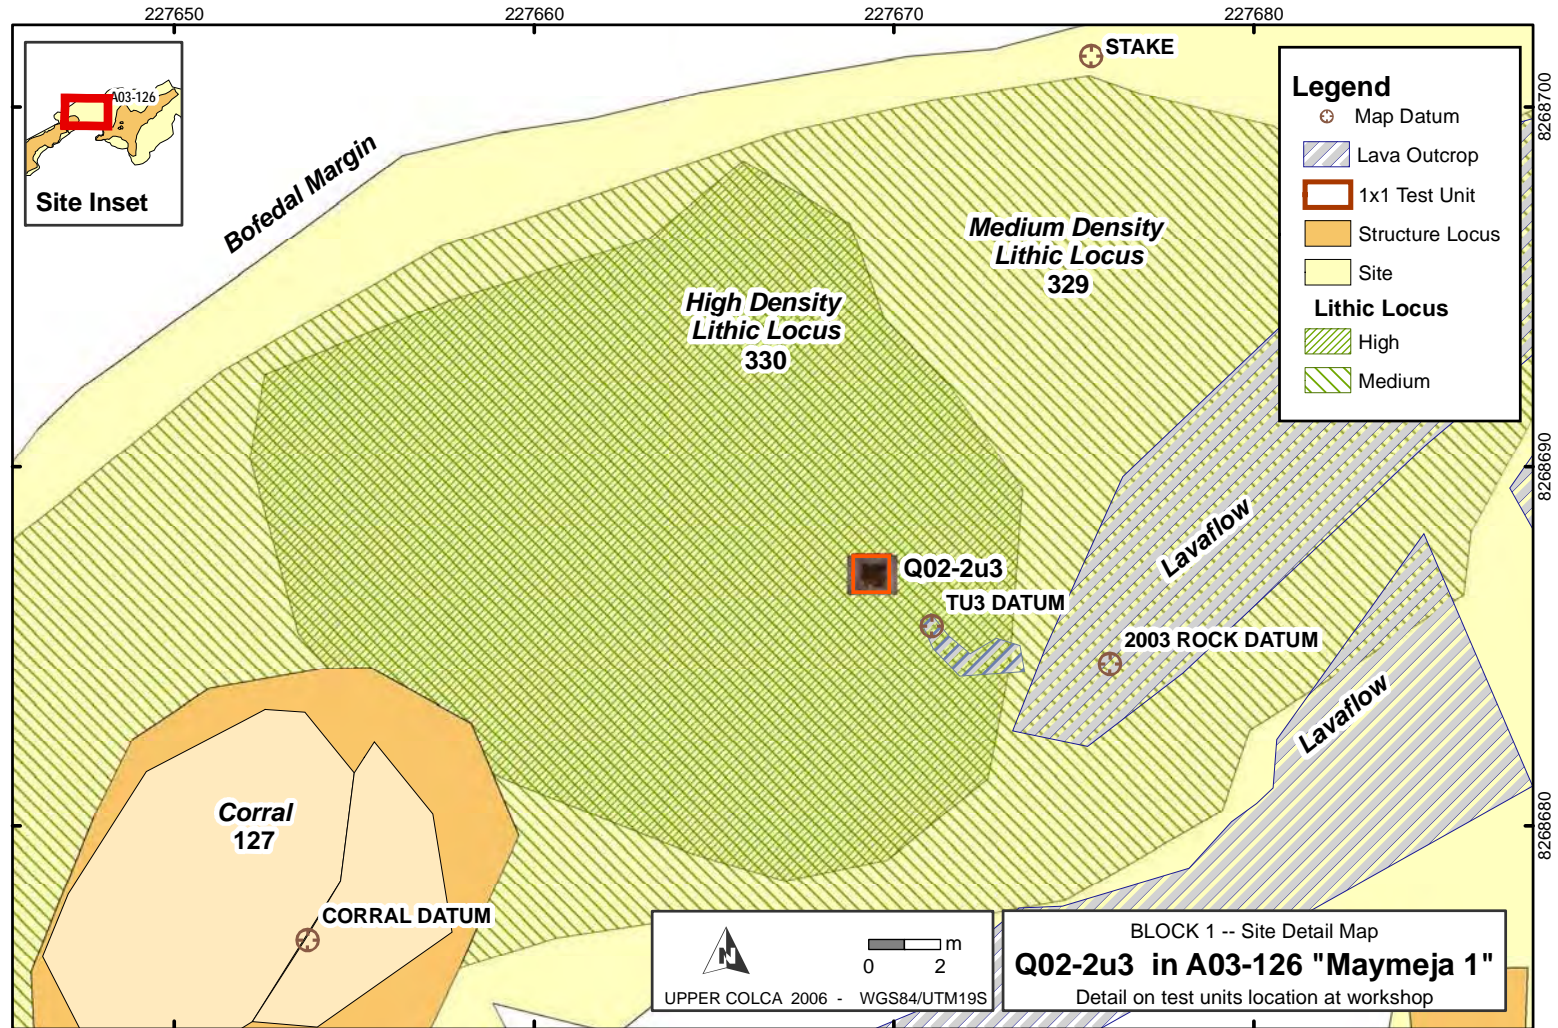 227650
227660
227670
227680
A03-126
Site Inset
Bofedal Margin
STAKE
Legend
Map Datum
Lava Outcrop
1x1 Test Unit
Structure Locus
Site
Lithic Locus
High
Medium
8268700
8268690
8268680
Medium Density
Lithic Locus
329
High Density
Lithic Locus
330
Lavaflow
Q02-2u3
TU3 DATUM
2003 ROCK DATUM
Lavaflow
Corral
127
CORRAL DATUM
N
m
0 2
UPPER COLCA 2006 - WGS84/UTM19S
BLOCK 1 -- Site Detail Map
Q02-2u3 in A03-126 "Maymeja 1"
Detail on test units location at workshop